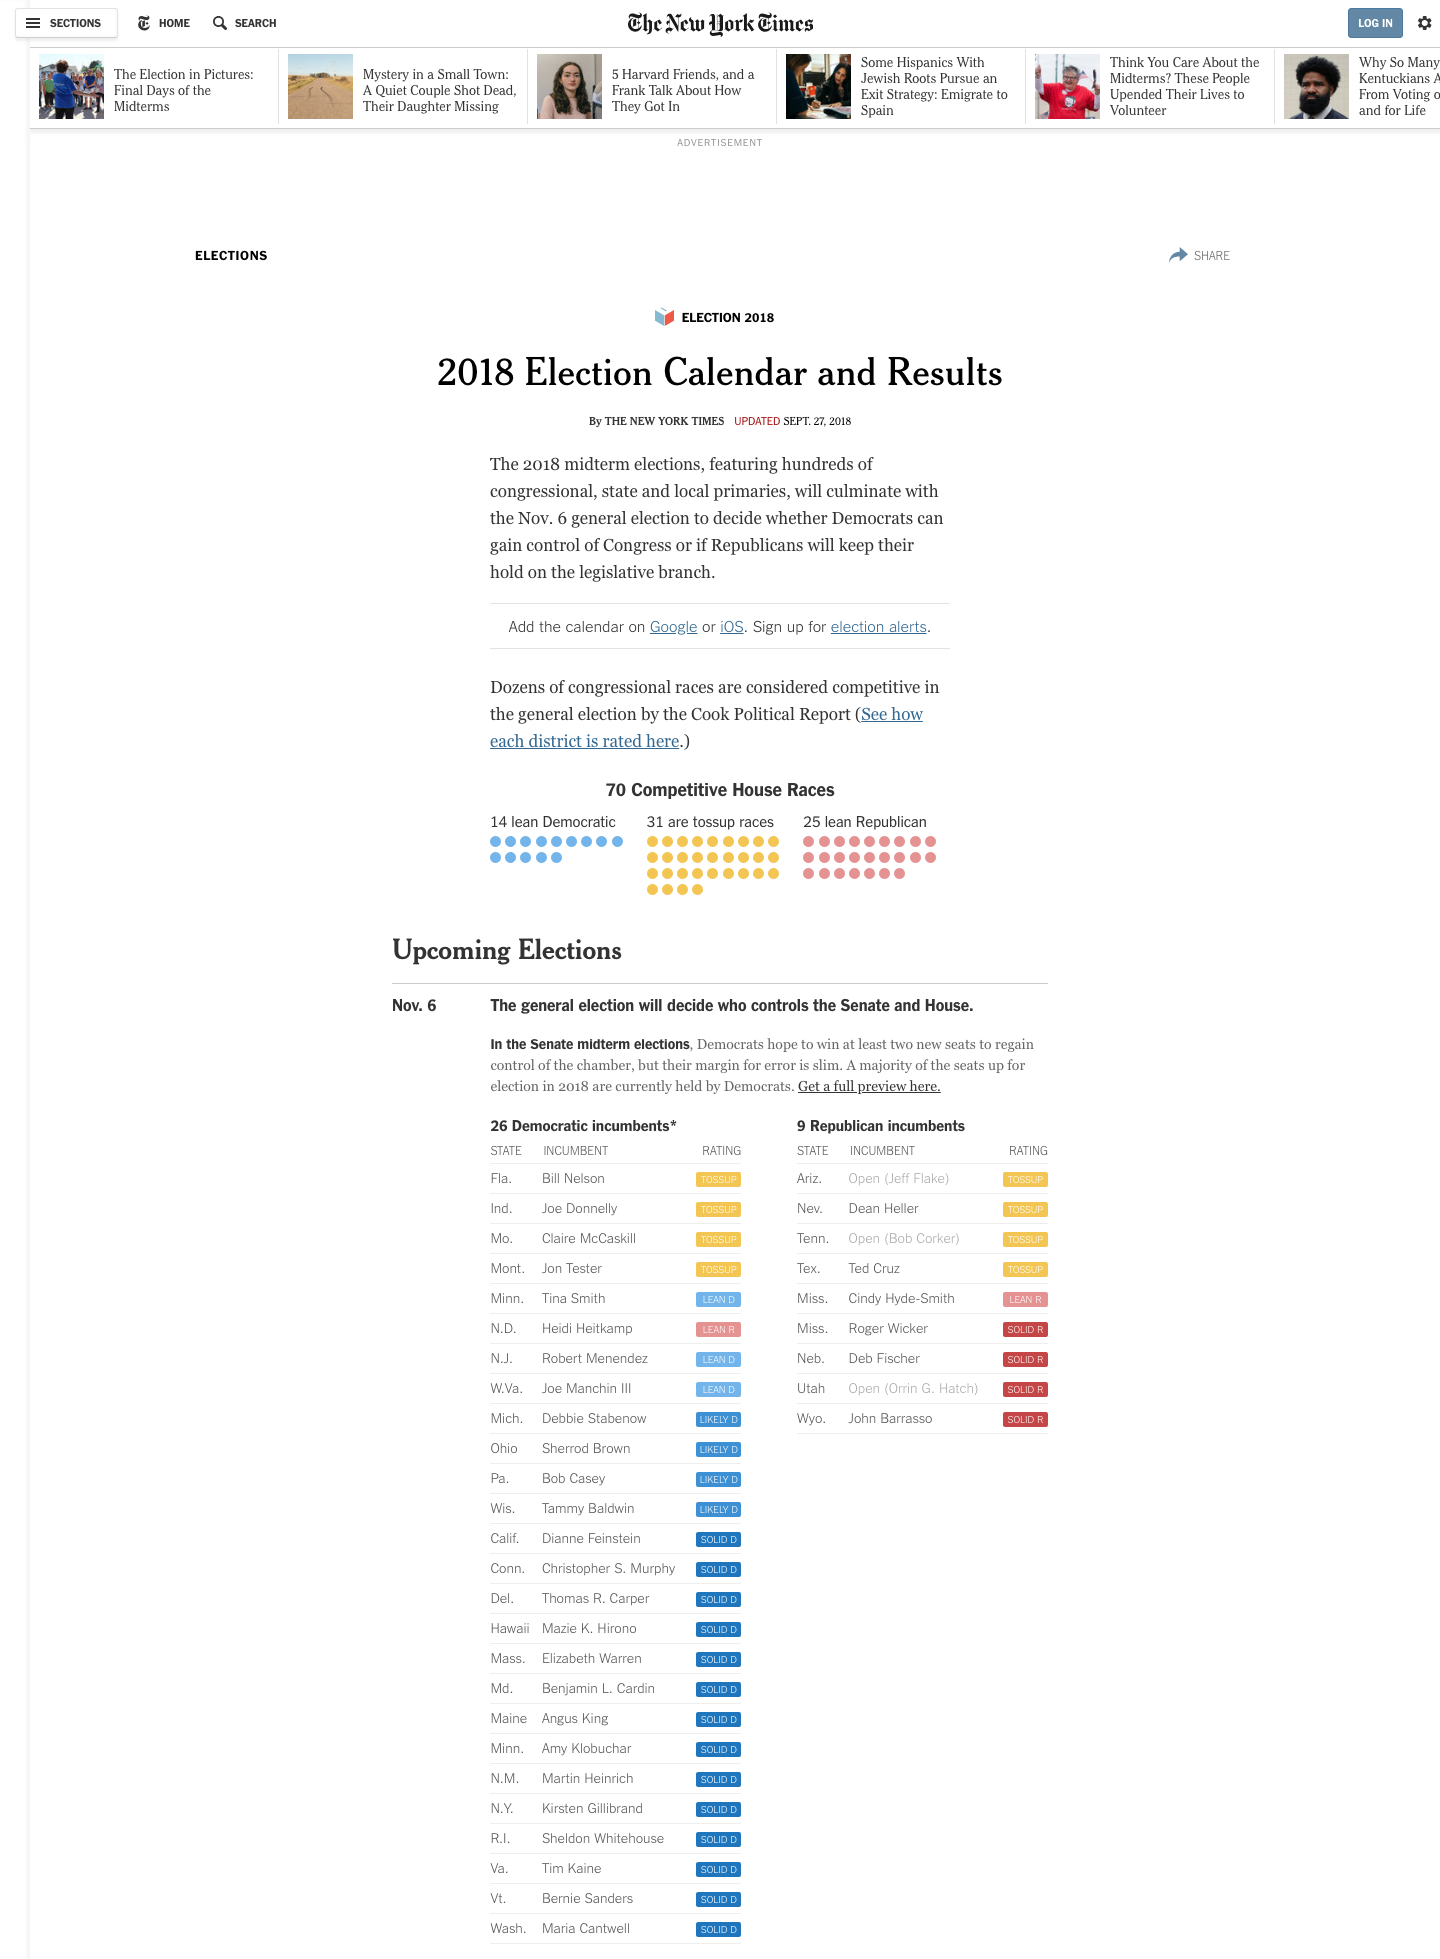 SECTIONS
HOME
SEARCH
The New York Times
LOG IN
The Election in Pictures:
Final Days of the
Midterms
Mystery in a Small Town:
A Quiet Couple Shot Dead,
Their Daughter Missing
5 Harvard Friends, and a
Frank Talk About How
They Got In
Some Hispanics With
Jewish Roots Pursue an
Exit Strategy: Emigrate to
Spain
Think You Care About the
Midterms? These People
Upended Their Lives to
Volunteer
Why So Many
Kentuckians A
From Voting o
and for Life
ADVERTISEMENT
ELECTIONS
SHARE
ELECTION 2018
2018 Election Calendar and Results
By THE NEW YORK TIMES UPDATED SEPT. 27, 2018
The 2018 midterm elections, featuring hundreds of
congressional, state and local primaries, will culminate with
the Nov. 6 general election to decide whether Democrats can
gain control of Congress or if Republicans will keep their
hold on the legislative branch.
Add the calendar on Google or iOS. Sign up for election alerts.
Dozens of congressional races are considered competitive in
the general election by the Cook Political Report (See how
each district is rated here.)
70 Competitive House Races
14 lean Democratic
31 are tossup races
25 lean Republican
Upcoming Elections
Nov. 6
The general election will decide who controls the Senate and House.
In the Senate midterm elections, Democrats hope to win at least two new seats to regain
control of the chamber, but their margin for error is slim. A majority of the seats up for
election in 2018 are currently held by Democrats. Get a full preview here.
26 Democratic incumbents*
STATE INCUMBENT RATING
Fla. Bill Nelson TOSSUP
Ind. Joe Donnelly TOSSUP
Mo. Claire McCaskill TOSSUP
Mont. Jon Tester TOSSUP
Minn. Tina Smith LEAN D
N.D. Heidi Heitkamp LEAN R
N.J. Robert Menendez LEAN D
W.Va. Joe Manchin III LEAN D
Mich. Debbie Stabenow LIKELY D
Ohio Sherrod Brown LIKELY D
Pa. Bob Casey LIKELY D
Wis. Tammy Baldwin LIKELY D
Calif. Dianne Feinstein SOLID D
Conn. Christopher S. Murphy SOLID D
Del. Thomas R. Carper SOLID D
Hawaii Mazie K. Hirono SOLID D
Mass. Elizabeth Warren SOLID D
Md. Benjamin L. Cardin SOLID D
Maine Angus King SOLID D
Minn. Amy Klobuchar SOLID D
N.M. Martin Heinrich SOLID D
N.Y. Kirsten Gillibrand SOLID D
R.I. Sheldon Whitehouse SOLID D
Va. Tim Kaine SOLID D
Vt. Bernie Sanders SOLID D
Wash. Maria Cantwell SOLID D
9 Republican incumbents
STATE INCUMBENT RATING
Ariz. Open (Jeff Flake) TOSSUP
Nev. Dean Heller TOSSUP
Tenn. Open (Bob Corker) TOSSUP
Tex. Ted Cruz TOSSUP
Miss. Cindy Hyde-Smith LEAN R
Miss. Roger Wicker SOLID R
Neb. Deb Fischer SOLID R
Utah Open (Orrin G. Hatch) SOLID R
Wyo. John Barrasso SOLID R